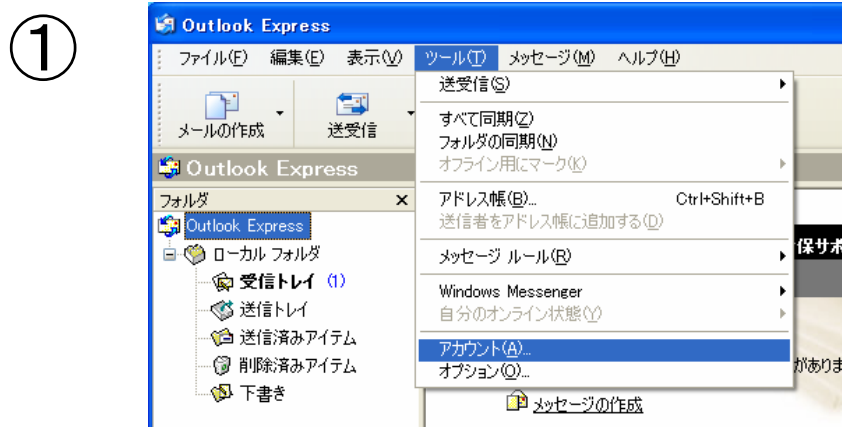 ①
Outlook Express
ファイル(F) 編集(E) 表示(V) ツール(T) メッセージ(M) ヘルプ(H)
メールの作成 送受信
送受信(S)
すべて同期(Z)
フォルダの同期(N)
オフライン用にマーク(K)
アドレス帳(B)... Ctrl+Shift+B
送信者をアドレス帳に追加する(D)
メッセージ ルール(R)
Windows Messenger
自分のオンライン状態(Y)
アカウント(A)...
オプション(O)...
Outlook Express
フォルダ ×
Outlook Express
ローカル フォルダ
受信トレイ (1)
送信トレイ
送信済みアイテム
削除済みアイテム
下書き
保サポ
がありま
メッセージの作成